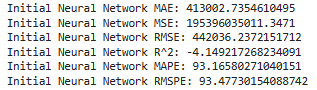 Initial Neural Network MAE: 413002.7354610495
Initial Neural Network MSE: 195396035011.3471
Initial Neural Network RMSE: 442036.2372151712
Initial Neural Network R^2: -4.149217268234091
Initial Neural Network MAPE: 93.16580271040151
Initial Neural Network RMSPE: 93.47730154088742